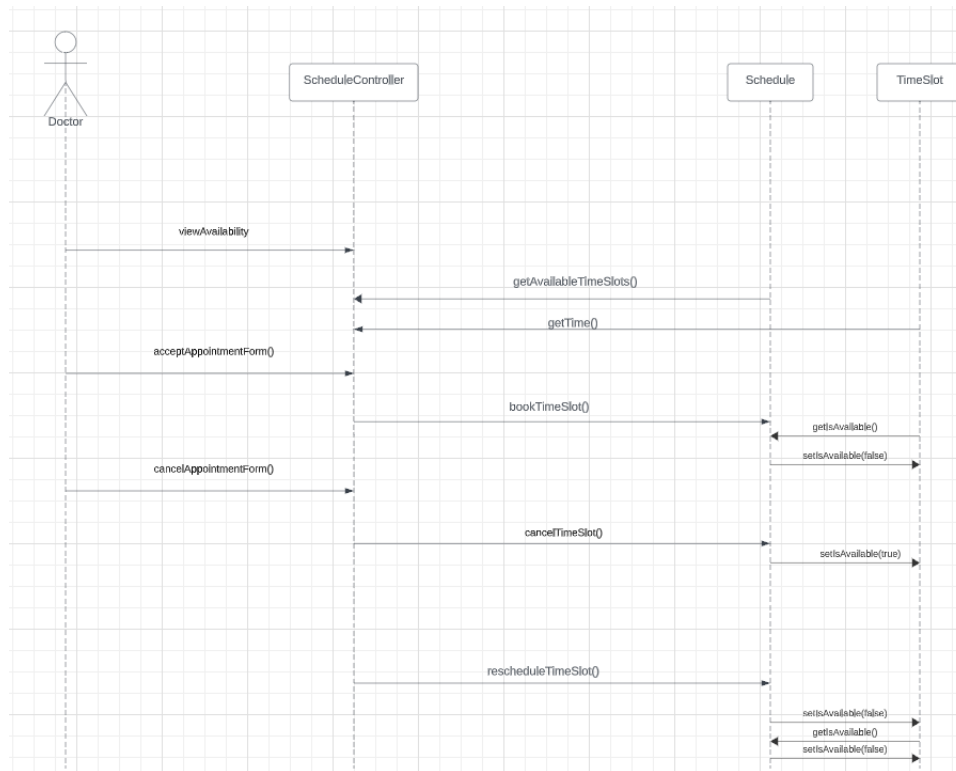 ScheduleController
Schedule
TimeSlot
Doctor
viewAvailability
getAvailableTimeSlots()
getTime()
acceptAppointmentForm()
bookTimeSlot()
getIsAvailable()
setIsAvailable(false)
cancelAppointmentForm()
cancelTimeSlot()
setIsAvailable(true)
rescheduleTimeSlot()
setIsAvailable(false)
getIsAvailable()
setIsAvailable(false)